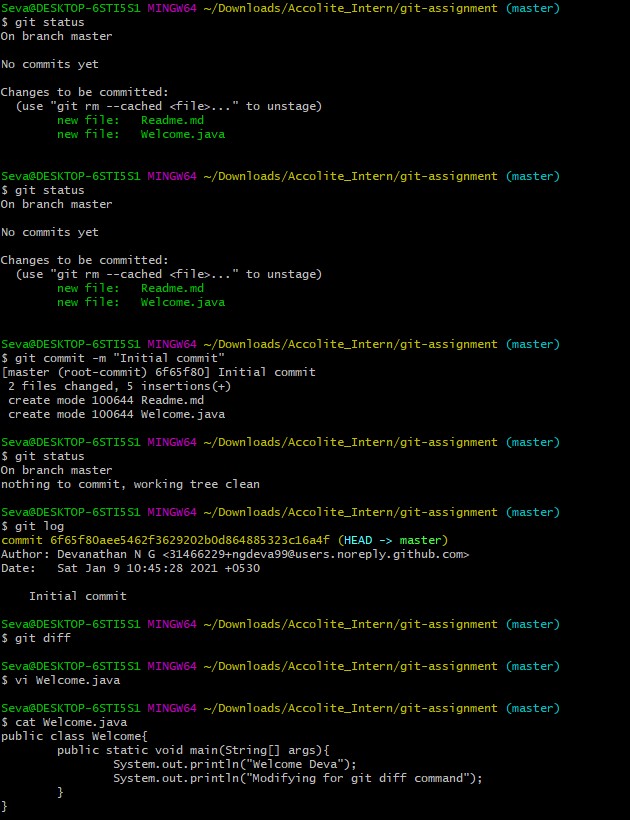 Seva@DESKTOP-6STI5S1 MINGW64 ~/Downloads/Accolite_Intern/git-assignment (master)
$ git status
On branch master

No commits yet

Changes to be committed:
  (use "git rm --cached <file>..." to unstage)
        new file:   Readme.md
        new file:   Welcome.java


Seva@DESKTOP-6STI5S1 MINGW64 ~/Downloads/Accolite_Intern/git-assignment (master)
$ git status
On branch master

No commits yet

Changes to be committed:
  (use "git rm --cached <file>..." to unstage)
        new file:   Readme.md
        new file:   Welcome.java


Seva@DESKTOP-6STI5S1 MINGW64 ~/Downloads/Accolite_Intern/git-assignment (master)
$ git commit -m "Initial commit"
[master (root-commit) 6f65f80] Initial commit
 2 files changed, 5 insertions(+)
 create mode 100644 Readme.md
 create mode 100644 Welcome.java

Seva@DESKTOP-6STI5S1 MINGW64 ~/Downloads/Accolite_Intern/git-assignment (master)
$ git status
On branch master
nothing to commit, working tree clean

Seva@DESKTOP-6STI5S1 MINGW64 ~/Downloads/Accolite_Intern/git-assignment (master)
$ git log
commit 6f65f80aee5462f3629202b0d864885323c16a4f (HEAD -> master)
Author: Devanathan N G <31466229+ngdeva99@users.noreply.github.com>
Date:   Sat Jan 9 10:45:28 2021 +0530

    Initial commit

Seva@DESKTOP-6STI5S1 MINGW64 ~/Downloads/Accolite_Intern/git-assignment (master)
$ git diff

Seva@DESKTOP-6STI5S1 MINGW64 ~/Downloads/Accolite_Intern/git-assignment (master)
$ vi Welcome.java

Seva@DESKTOP-6STI5S1 MINGW64 ~/Downloads/Accolite_Intern/git-assignment (master)
$ cat Welcome.java
public class Welcome{
        public static void main(String[] args){
                System.out.println("Welcome Deva");
                System.out.println("Modifying for git diff command");
        }
}